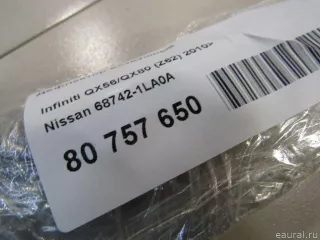 Infiniti QX56/QX80 (Z62) 2010>
Nissan 68742-1LA0A
80 757 650
eaural.ru